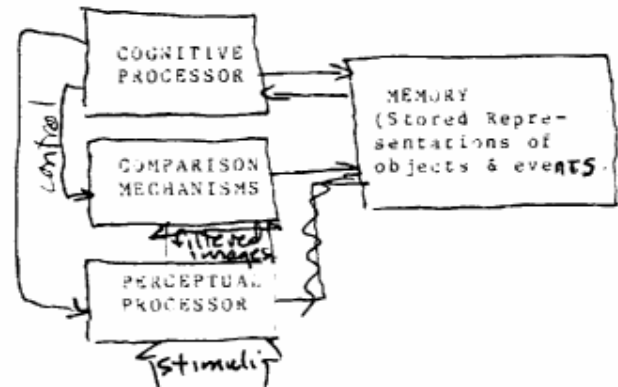 COGNITIVE
PROCESSOR
MEMORY
(Stored Repre-
sentations of
objects & events.
control
COMPARISON
MECHANISMS
filtered
images
PERCEPTUAL
PROCESSOR
stimuli